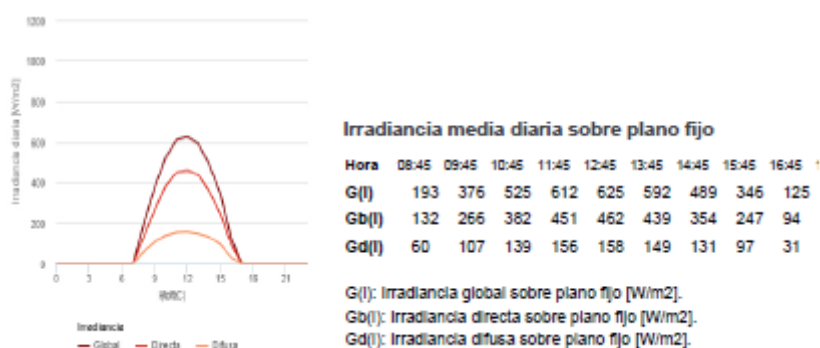 1200
1000
800
600
400
200
0
Irradiancia diaria [W/m2]
0 3 6 9 12 15 18 21
Irradiancia
Global Directa Difusa
Irradiancia media diaria sobre plano fijo
Hora 08:45 09:45 10:45 11:45 12:45 13:45 14:45 15:45 16:45
G(i) 193 376 525 612 625 592 489 346 125
Gb(i) 132 266 382 451 462 439 354 247 94
Gd(i) 60 107 139 156 158 149 131 97 31
G(i): Irradiancia global sobre plano fijo [W/m2].
Gb(i): Irradiancia directa sobre plano fijo [W/m2].
Gd(i): Irradiancia difusa sobre plano fijo [W/m2].